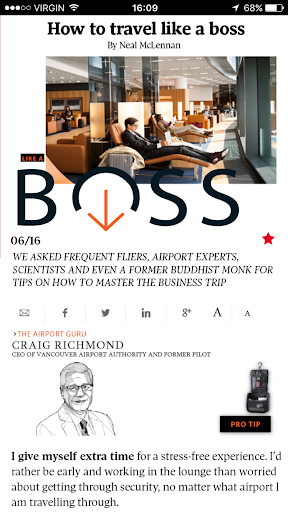 VIRGIN
16:09
68%
How to travel like a boss
By Neal McLennan
LIKE A
BOSS
06/16
WE ASKED FREQUENT FLIERS, AIRPORT EXPERTS,
SCIENTISTS AND EVEN A FORMER BUDDHIST MONK FOR
TIPS ON HOW TO MASTER THE BUSINESS TRIP
f
in
g+
A
A
> THE AIRPORT GURU
CRAIG RICHMOND
CEO OF VANCOUVER AIRPORT AUTHORITY AND FORMER PILOT
PRO TIP
I give myself extra time for a stress-free experience. I'd
rather be early and working in the lounge than worried
about getting through security, no matter what airport I
am travelling through.